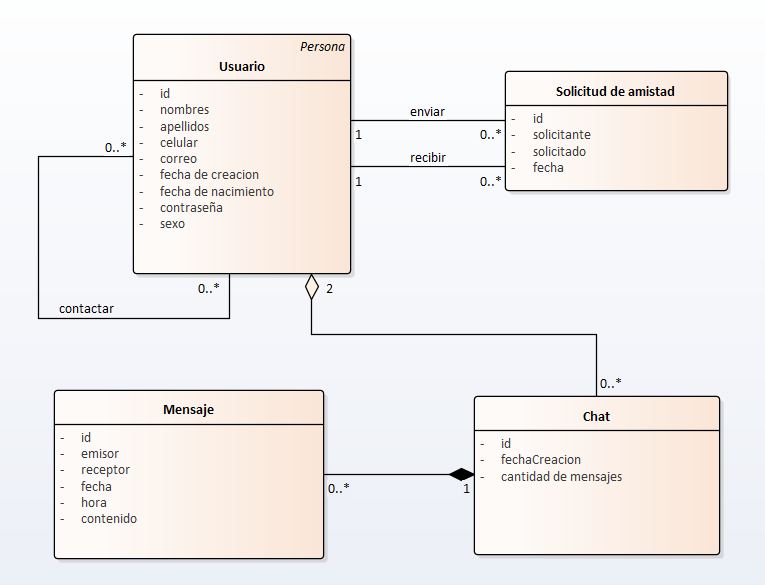 Persona
Usuario
- id
- nombres
- apellidos
- celular
- correo
- fecha de creacion
- fecha de nacimiento
- contraseña
- sexo
Solicitud de amistad
- id
- solicitante
- solicitado
- fecha
enviar
1
0..*
recibir
1
0..*
0..*
0..*
contactar
2
0..*
Mensaje
- id
- emisor
- receptor
- fecha
- hora
- contenido
Chat
- id
- fechaCreacion
- cantidad de mensajes
0..*
1